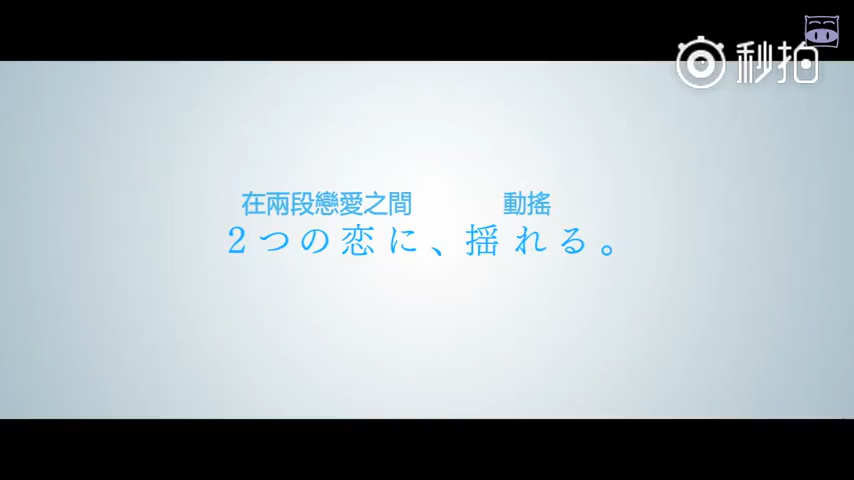 秒拍
在兩段戀愛之間 動搖
2つの恋に、揺れる。